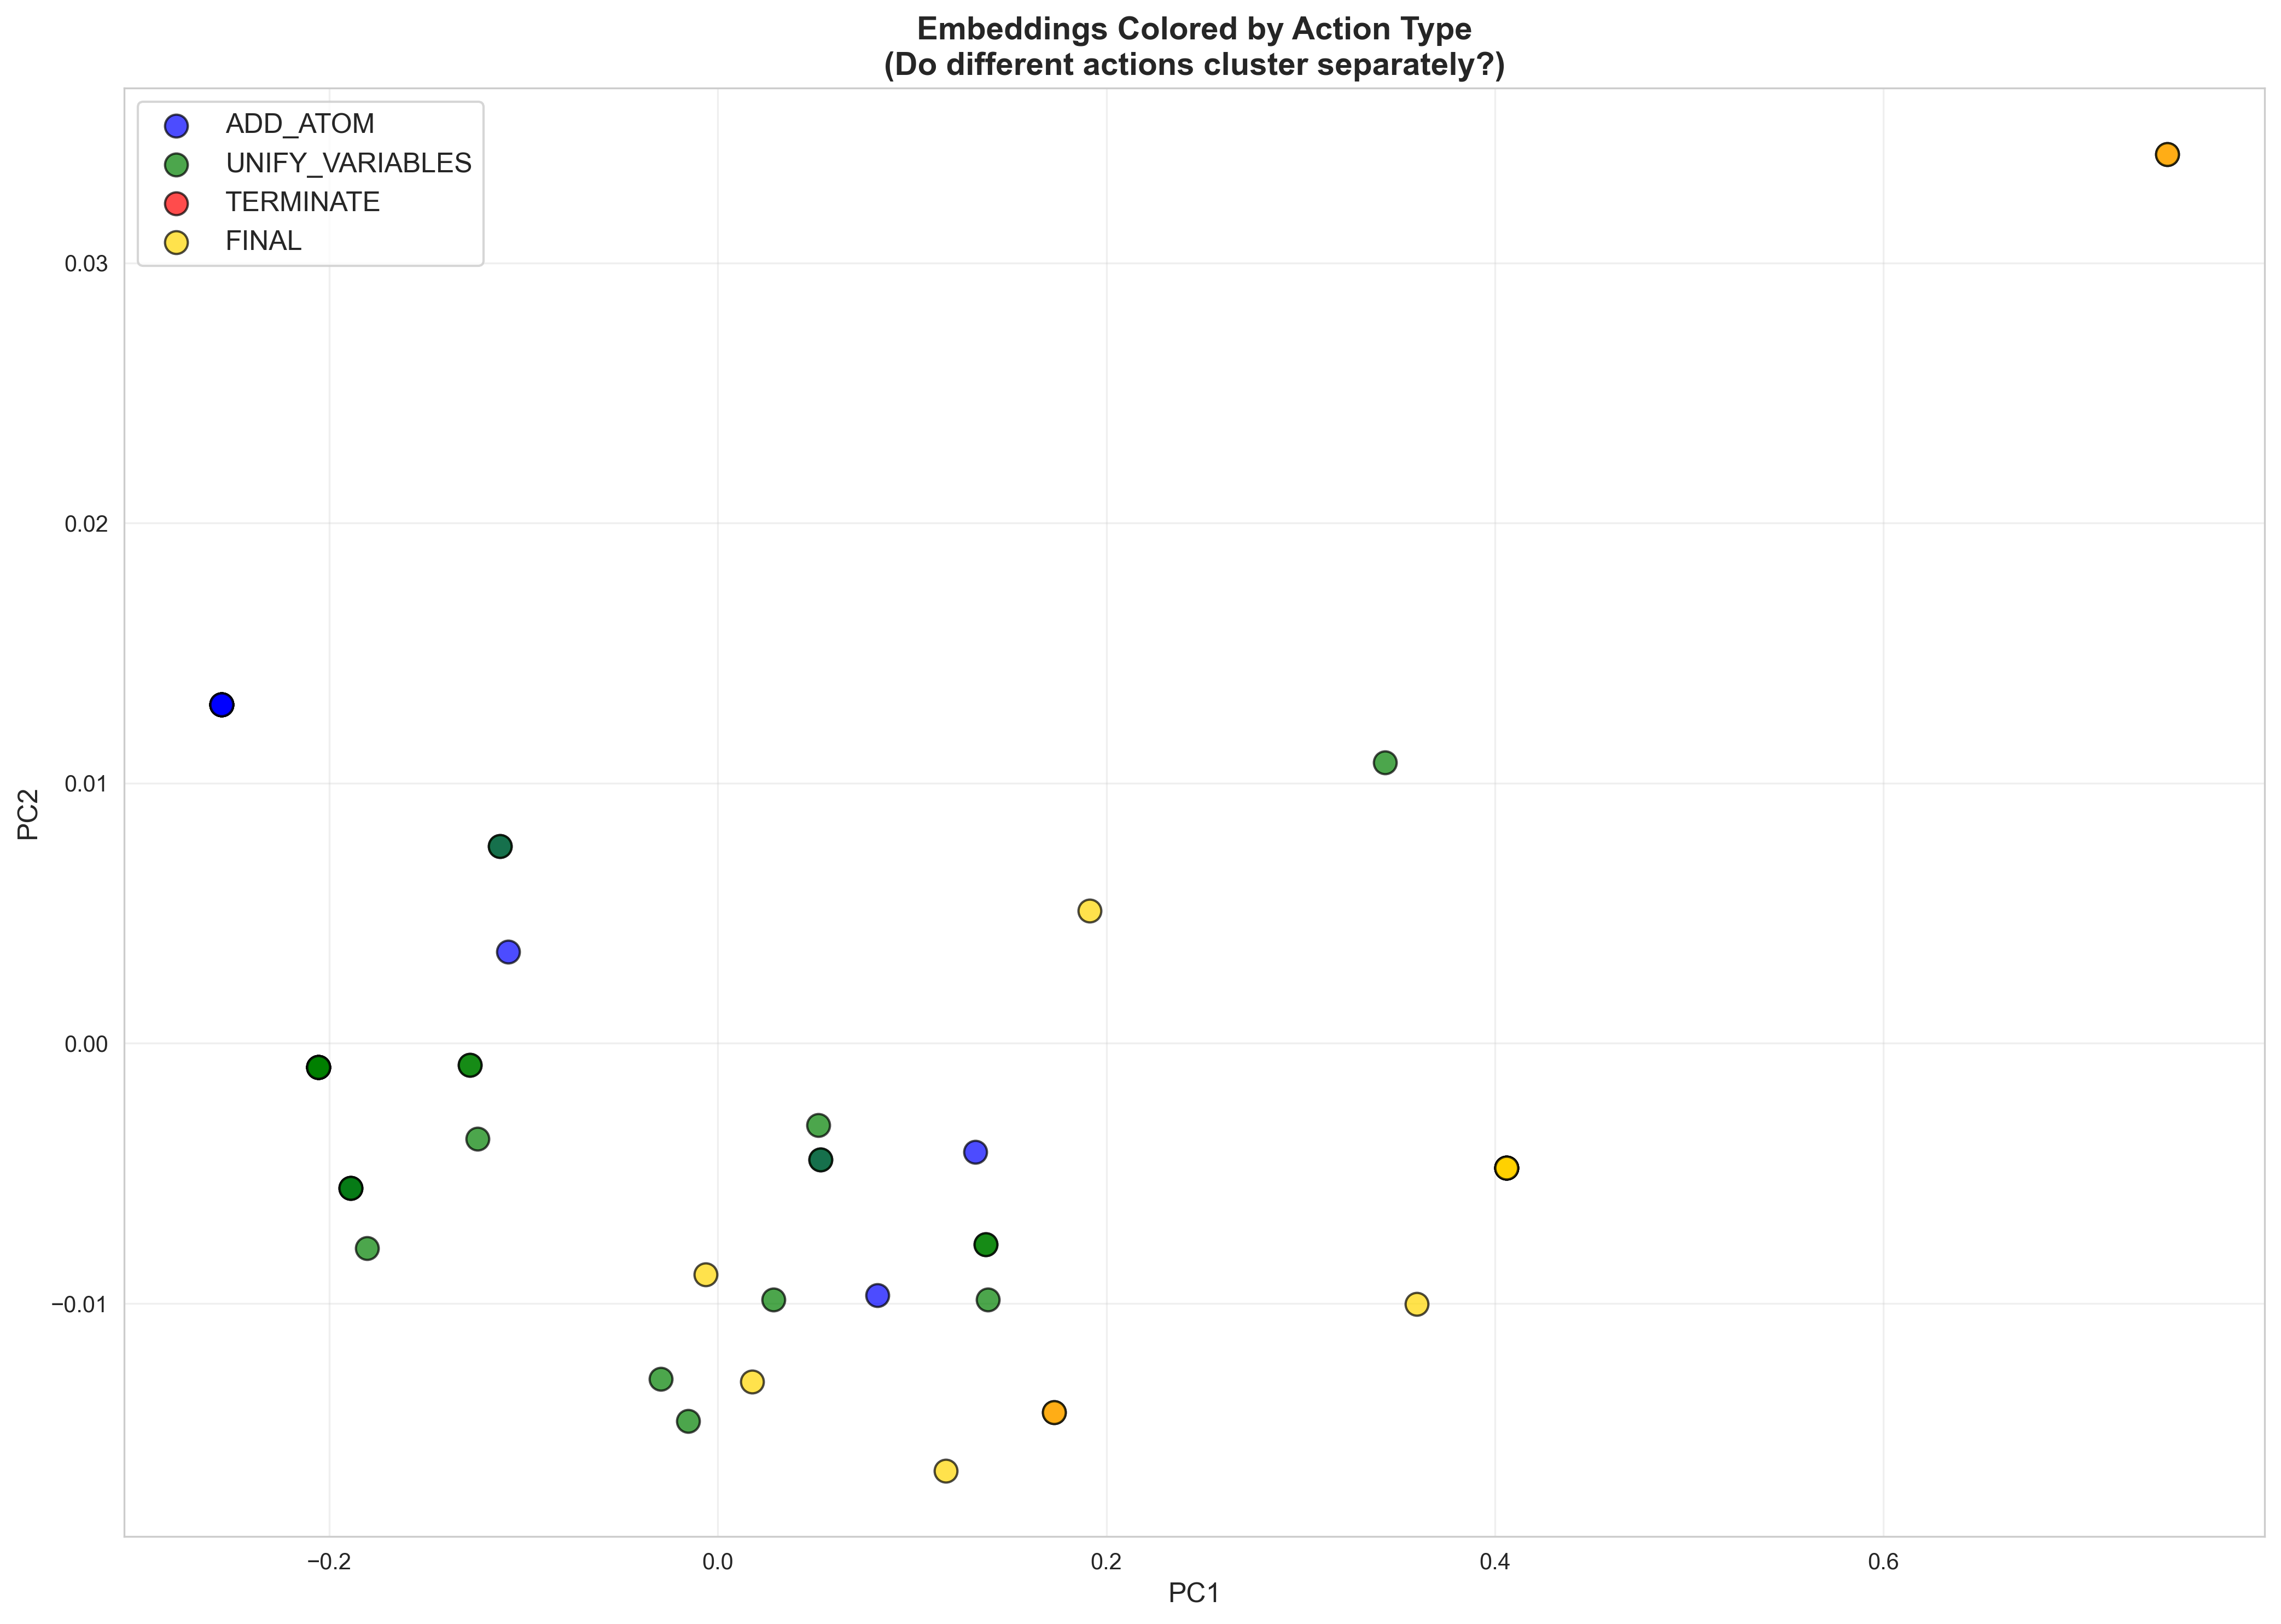 Embeddings Colored by Action Type
(Do different actions cluster separately?)
ADD_ATOM
UNIFY_VARIABLES
TERMINATE
FINAL
0.03
0.02
0.01
0.00
−0.01
PC2
−0.2
0.0
0.2
0.4
0.6
PC1